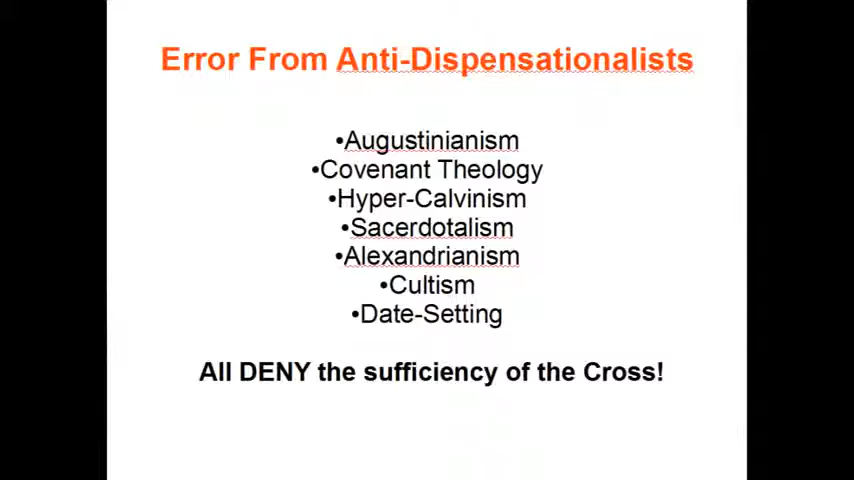 Error From Anti-Dispensationalists
•Augustinianism
•Covenant Theology
•Hyper-Calvinism
•Sacerdotalism
•Alexandrianism
•Cultism
•Date-Setting
All DENY the sufficiency of the Cross!